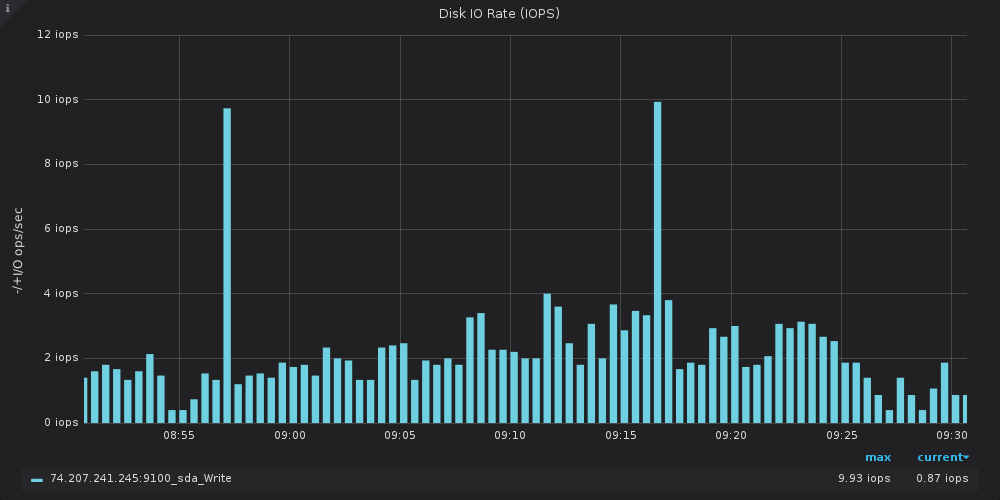 i
Disk IO Rate (IOPS)
12 iops
10 iops
8 iops
6 iops
4 iops
2 iops
0 iops
-/+I/O ops/sec
08:55 09:00 09:05 09:10 09:15 09:20 09:25 09:30
max current
74.207.241.245:9100_sda_Write 9.93 iops 0.87 iops